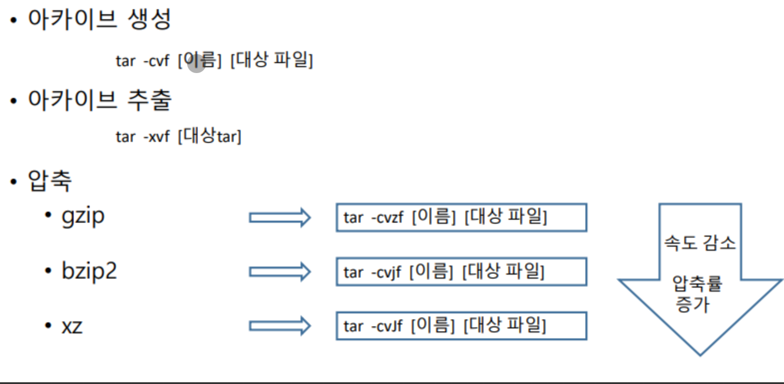 • 아카이브 생성
tar -cvf [이름] [대상 파일]
• 아카이브 추출
tar -xvf [대상tar]
• 압축
• gzip
tar -cvzf [이름] [대상 파일]
• bzip2
tar -cvjf [이름] [대상 파일]
• xz
tar -cvJf [이름] [대상 파일]
속도 감소
압축률
증가